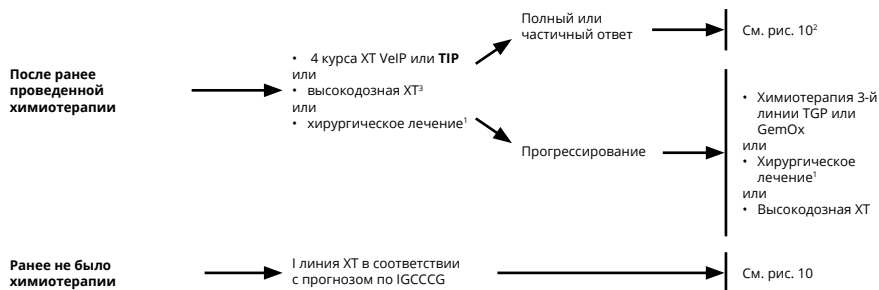 После ранее
проведенной
химиотерапии
• 4 курса ХТ VeIP или TIP
или
• высокодозная ХТ³
или
• хирургическое лечение¹
Полный или
частичный ответ
См. рис. 10²
Прогрессирование
• Химиотерапия 3-й
линии TGP или
GemOx
или
• Хирургическое
лечение¹
или
• Высокодозная ХТ
Ранее не было
химиотерапии
I линия ХТ в соответствии
с прогнозом по IGCCCG
См. рис. 10